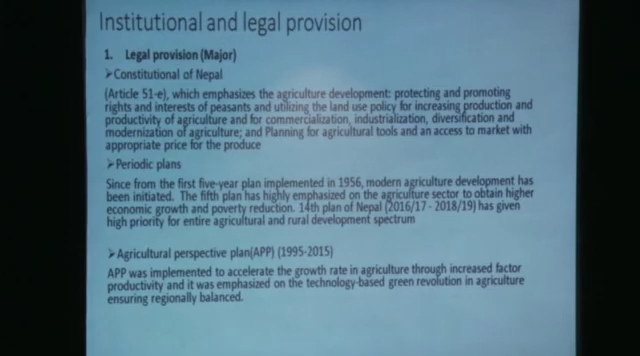 Institutional and legal provision
1. Legal provision (Major)
➢Constitutional of Nepal
(Article 51-e), which emphasizes the agriculture development: protecting and promoting
rights and interests of peasants and utilizing the land use policy for increasing production and
productivity of agriculture and for commercialization, industrialization, diversification and
modernization of agriculture; and Planning for agricultural tools and an access to market with
appropriate price for the produce
➢Periodic plans
Since from the first five-year plan implemented in 1956, modern agriculture development has
been initiated. The fifth plan has highly emphasized on the agriculture sector to obtain higher
economic growth and poverty reduction. 14th plan of Nepal (2016/17 - 2018/19) has given
high priority for entire agricultural and rural development spectrum
➢Agricultural perspective plan(APP) (1995-2015)
APP was implemented to accelerate the growth rate in agriculture through increased factor
productivity and it was emphasized on the technology-based green revolution in agriculture
ensuring regionally balanced.